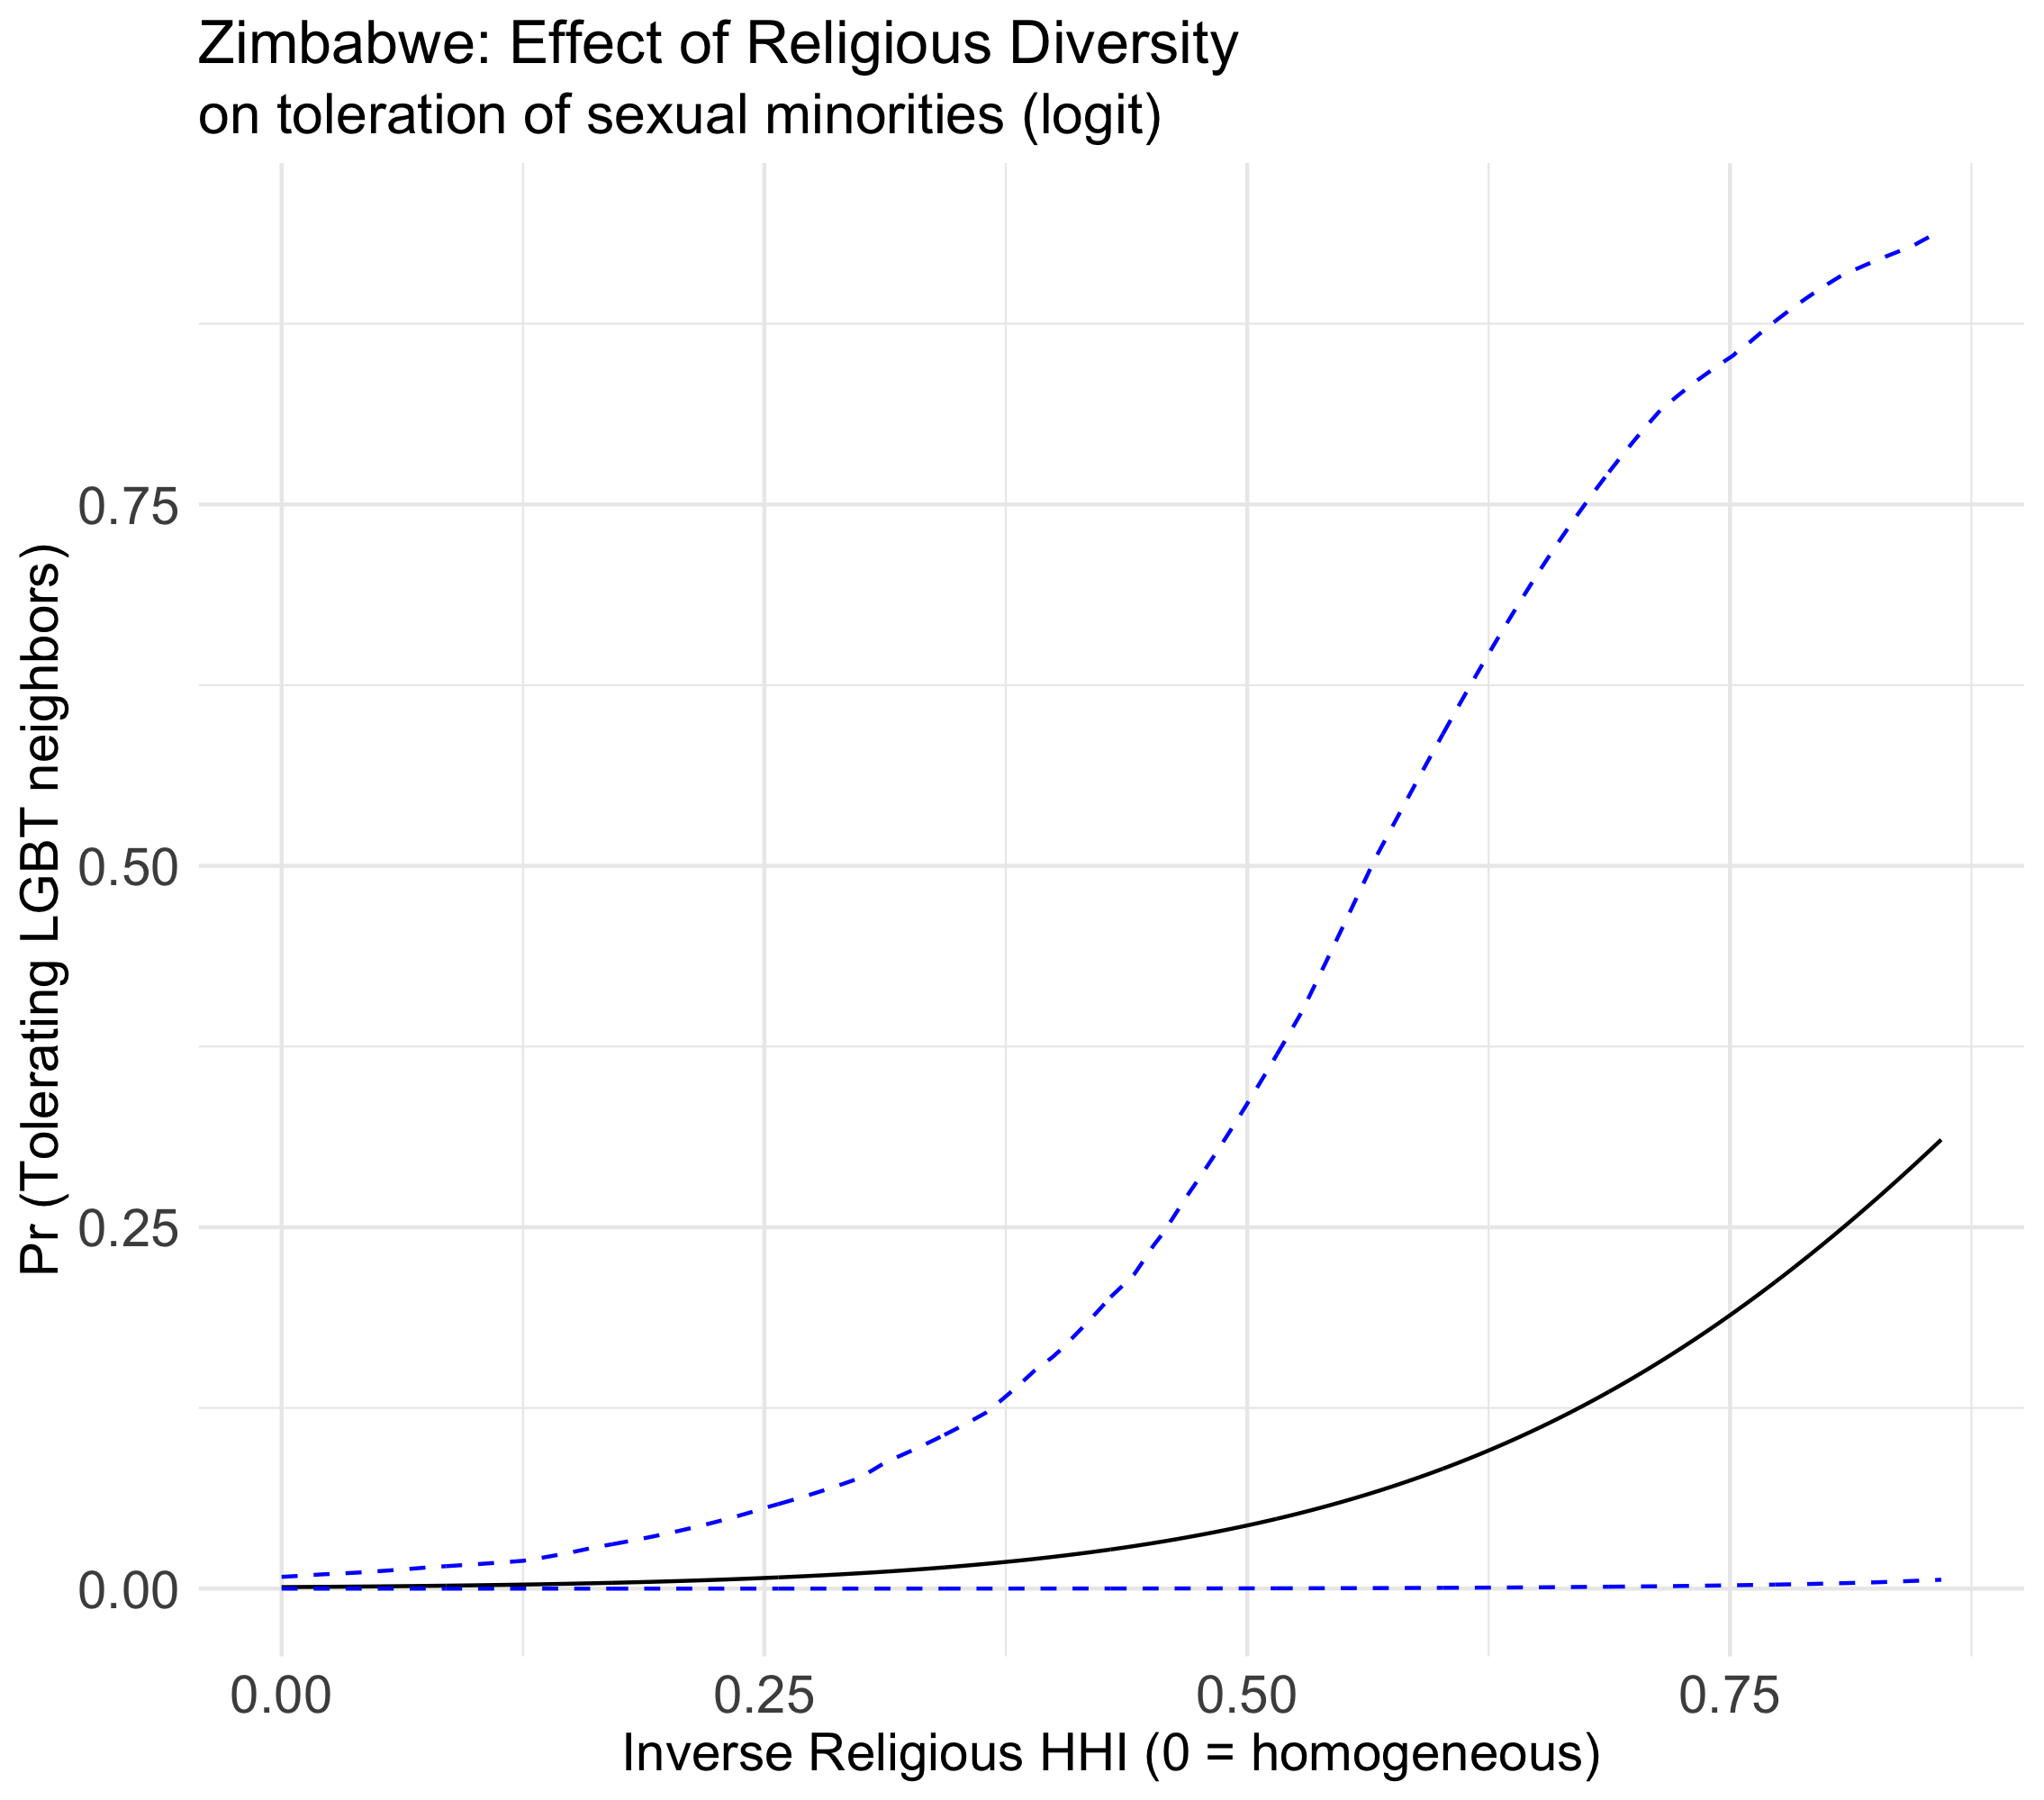 Zimbabwe: Effect of Religious Diversity
on toleration of sexual minorities (logit)
Pr (Tolerating LGBT neighbors)
0.75
0.50
0.25
0.00
0.00
0.25
0.50
0.75
Inverse Religious HHI (0 = homogeneous)